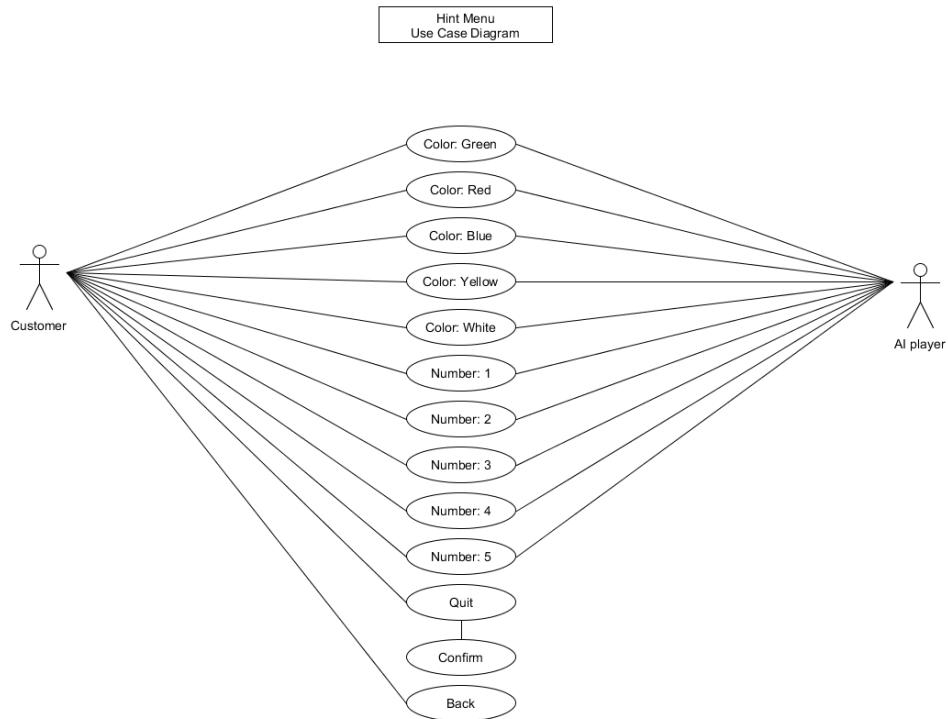 Hint Menu
Use Case Diagram
Color: Green
Color: Red
Color: Blue
Color: Yellow
Color: White
Customer
AI player
Number: 1
Number: 2
Number: 3
Number: 4
Number: 5
Quit
Confirm
Back